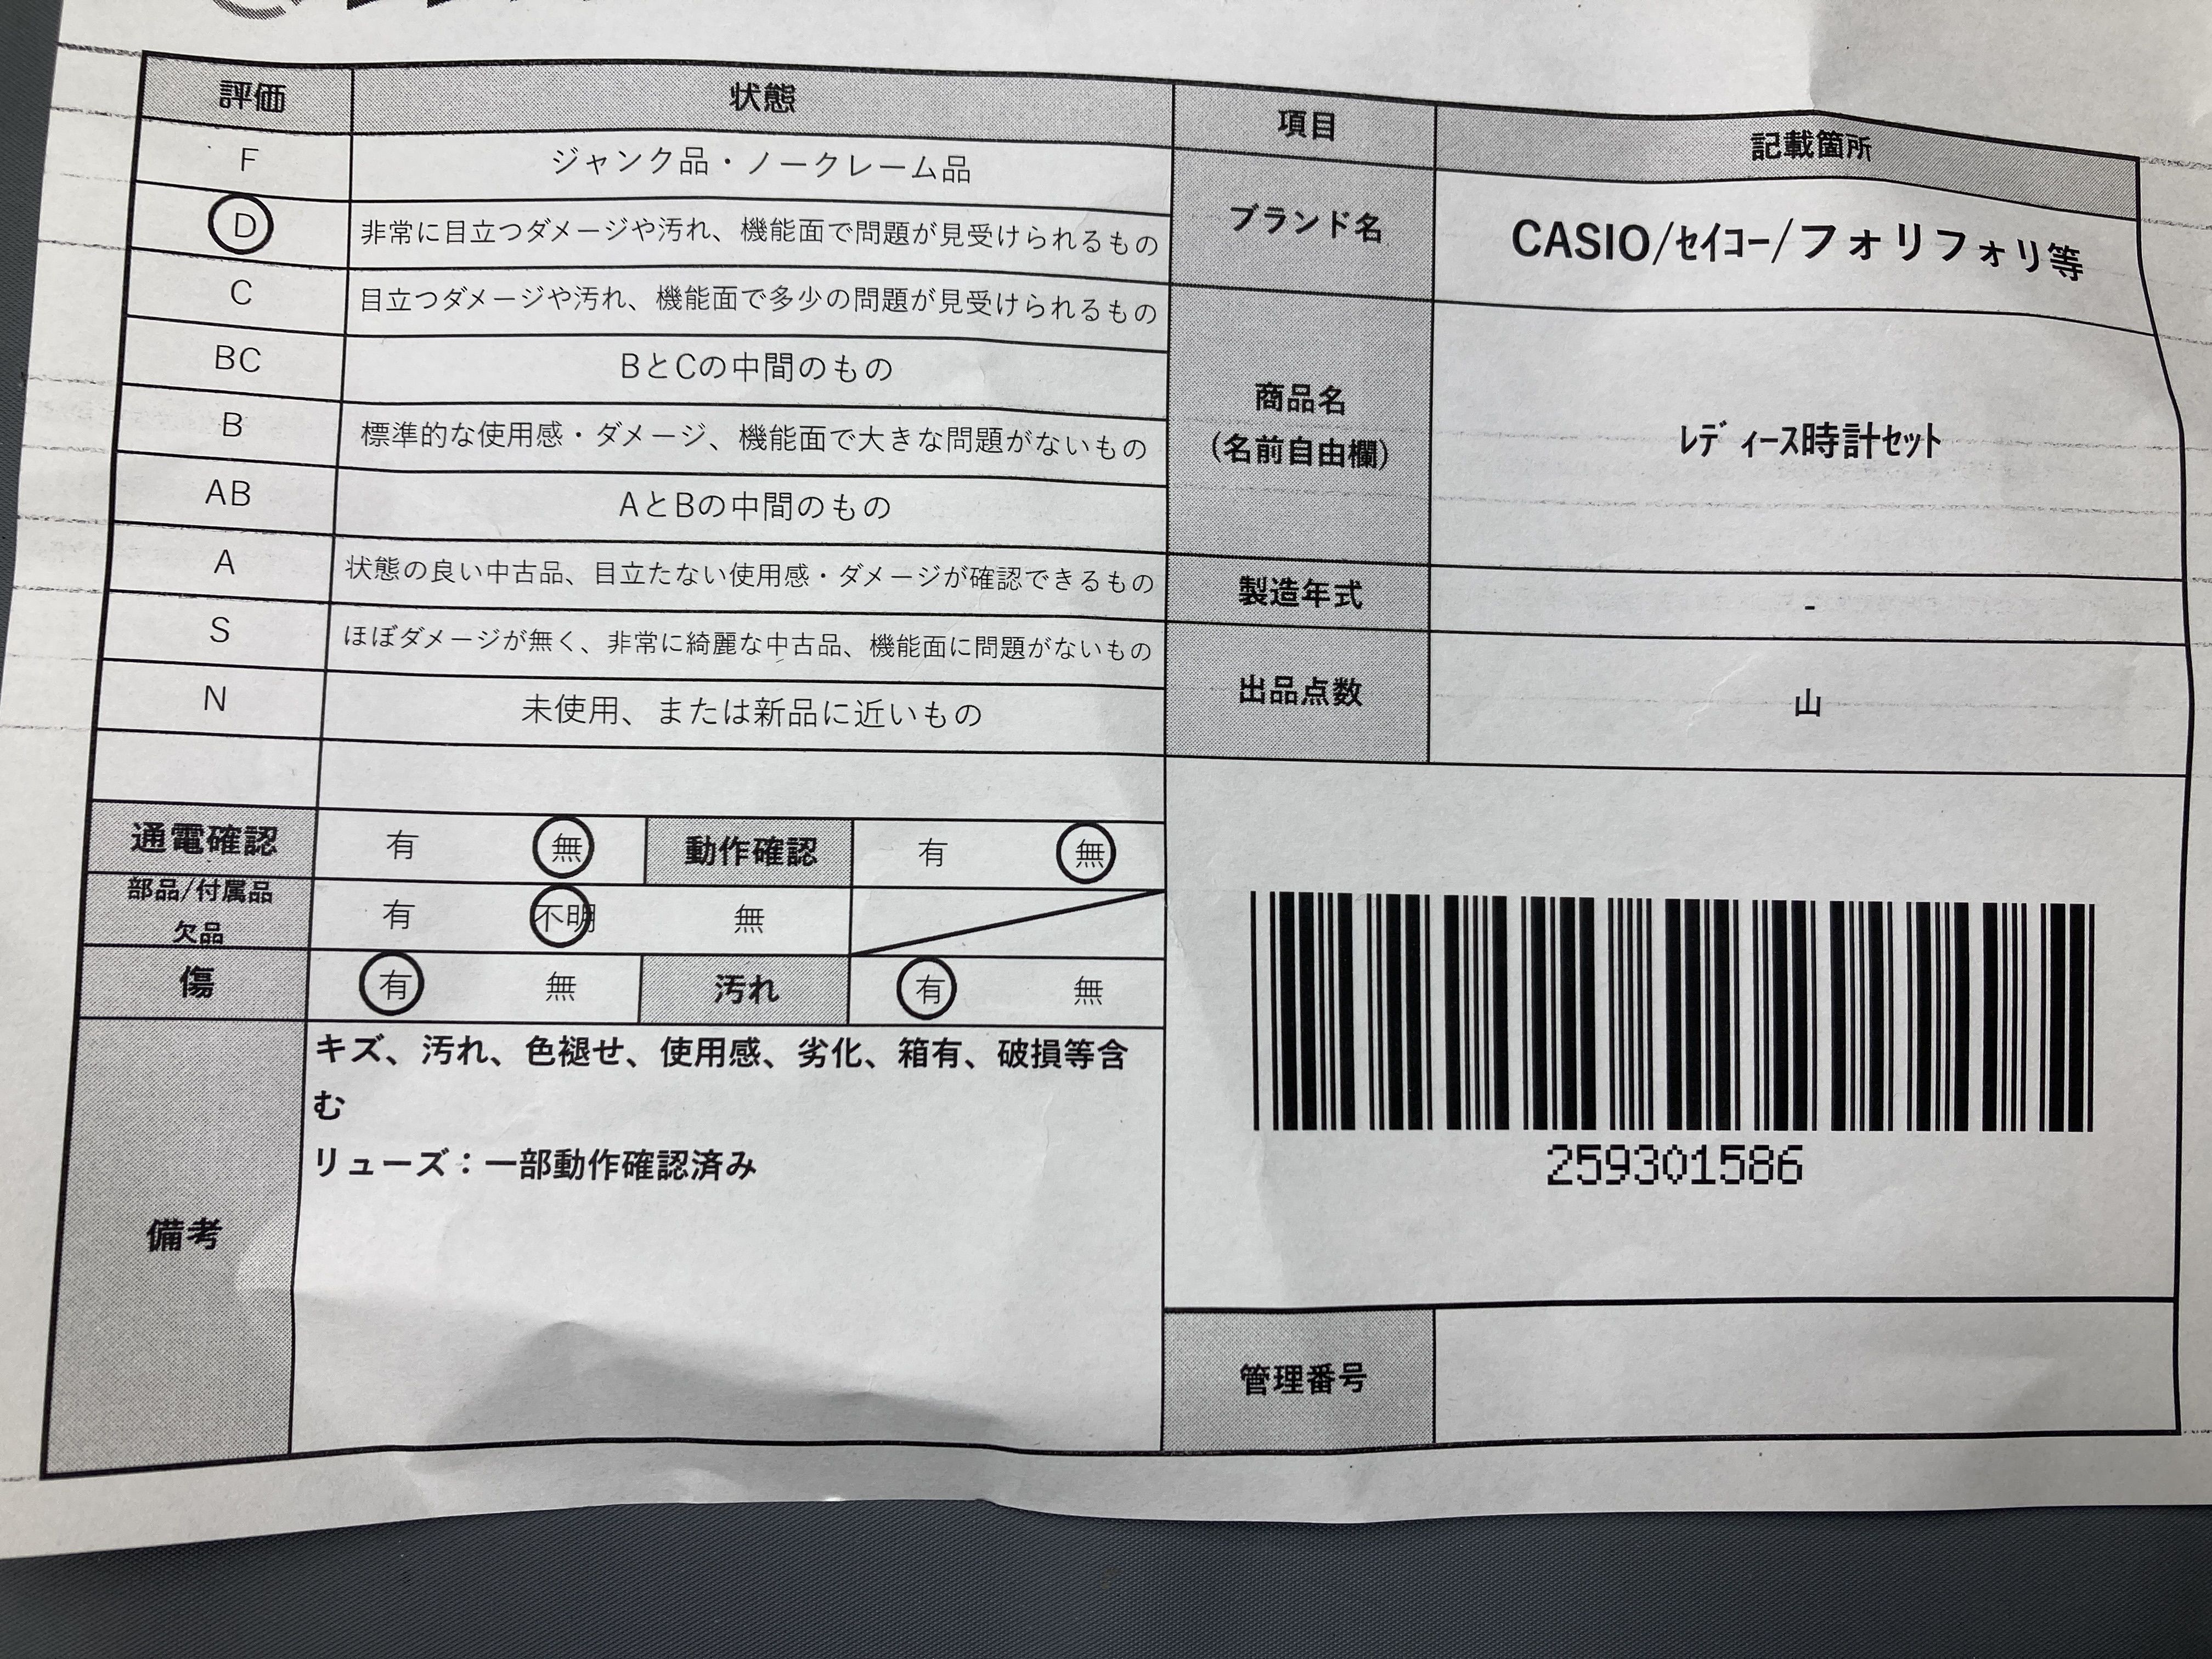 評価 状態
F ジャンク品・ノークレーム品
D 非常に目立つダメージや汚れ、機能面で問題が見受けられるもの
C 目立つダメージや汚れ、機能面で多少の問題が見受けられるもの
BC BとCの中間のもの
B 標準的な使用感・ダメージ、機能面で大きな問題がないもの
AB AとBの中間のもの
A 状態の良い中古品、目立たない使用感・ダメージが確認できるもの
S ほぼダメージが無く、非常に綺麗な中古品、機能面に問題がないもの
N 未使用、または新品に近いもの
通電確認 有 無 動作確認 有 無
部品/付属品
欠品 有 不明 無
傷 有 無 汚れ 有 無
備考
キズ、汚れ、色褪せ、使用感、劣化、箱有、破損等含
む
リューズ：一部動作確認済み
項目 記載箇所
ブランド名 CASIO/ｾｲｺｰ/フォリフォリ等
商品名
(名前自由欄) ﾚﾃﾞｨｰｽ時計ｾｯﾄ
製造年式 -
出品点数 山
259301586
管理番号